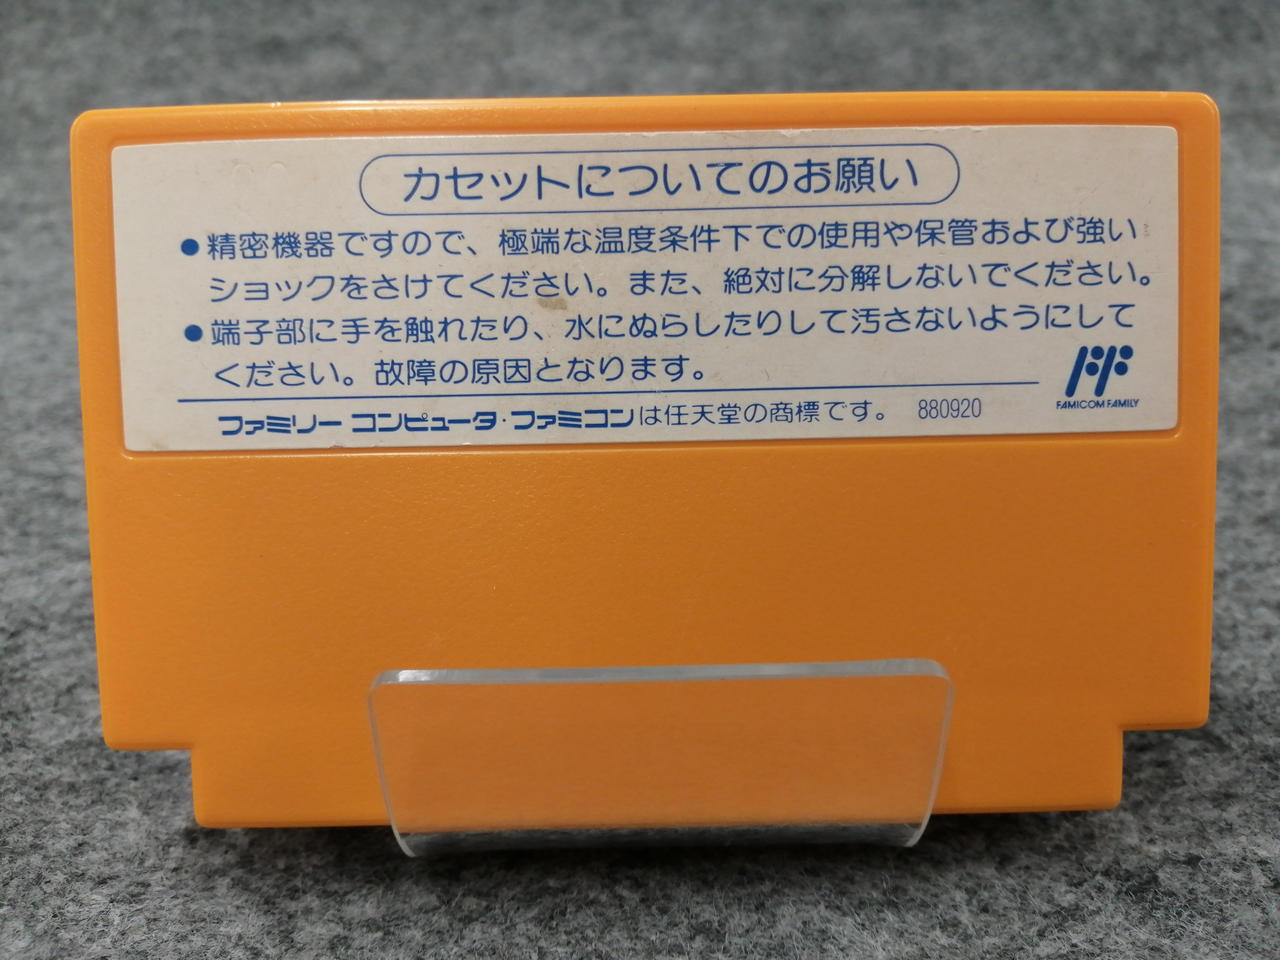 カセットについてのお願い
●精密機器ですので、極端な温度条件下での使用や保管および強い
ショックをさけてください。また、絶対に分解しないでください。
●端子部に手を触れたり、水にぬらしたりして汚さないようにして
ください。故障の原因となります。
FAMICOM FAMILY
ファミリーコンピュータ・ファミコンは任天堂の商標です。 880920